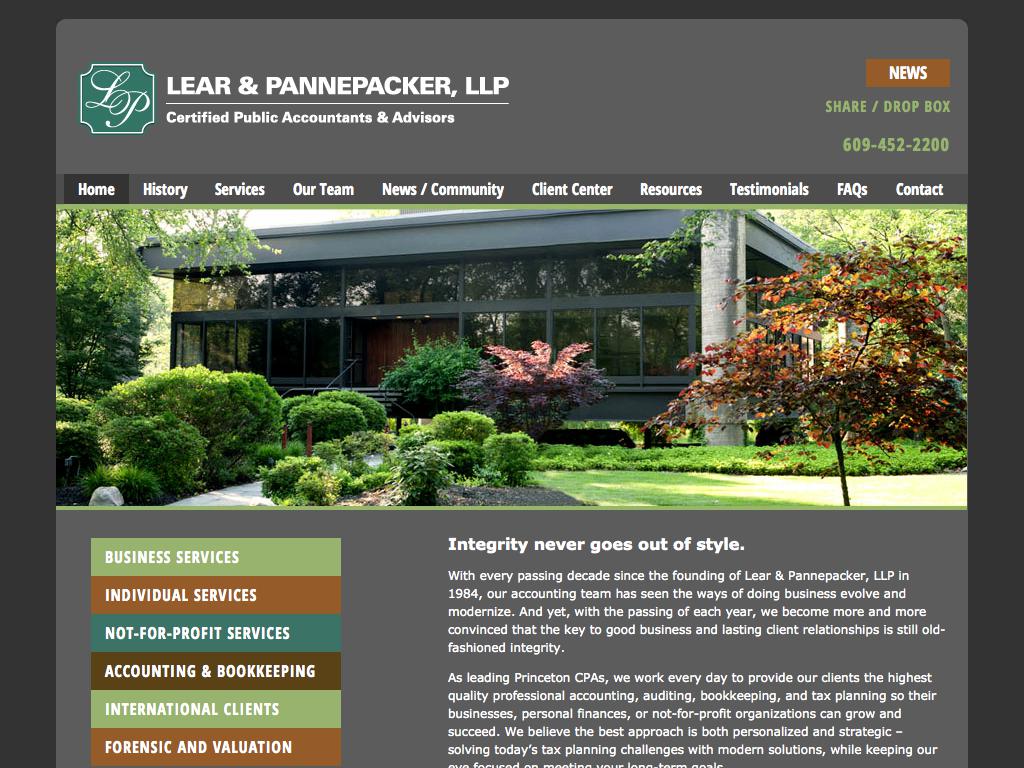 LP
LEAR & PANNEPACKER, LLP
Certified Public Accountants & Advisors
NEWS
SHARE / DROP BOX
609-452-2200
Home History Services Our Team News / Community Client Center Resources Testimonials FAQs Contact
BUSINESS SERVICES
INDIVIDUAL SERVICES
NOT-FOR-PROFIT SERVICES
ACCOUNTING & BOOKKEEPING
INTERNATIONAL CLIENTS
FORENSIC AND VALUATION
Integrity never goes out of style.
With every passing decade since the founding of Lear & Pannepacker, LLP in
1984, our accounting team has seen the ways of doing business evolve and
modernize. And yet, with the passing of each year, we become more and more
convinced that the key to good business and lasting client relationships is still old-
fashioned integrity.
As leading Princeton CPAs, we work every day to provide our clients the highest
quality professional accounting, auditing, bookkeeping, and tax planning so their
businesses, personal finances, or not-for-profit organizations can grow and
succeed. We believe the best approach is both personalized and strategic –
solving today's tax planning challenges with modern solutions, while keeping our
eye focused on meeting your long-term goals.